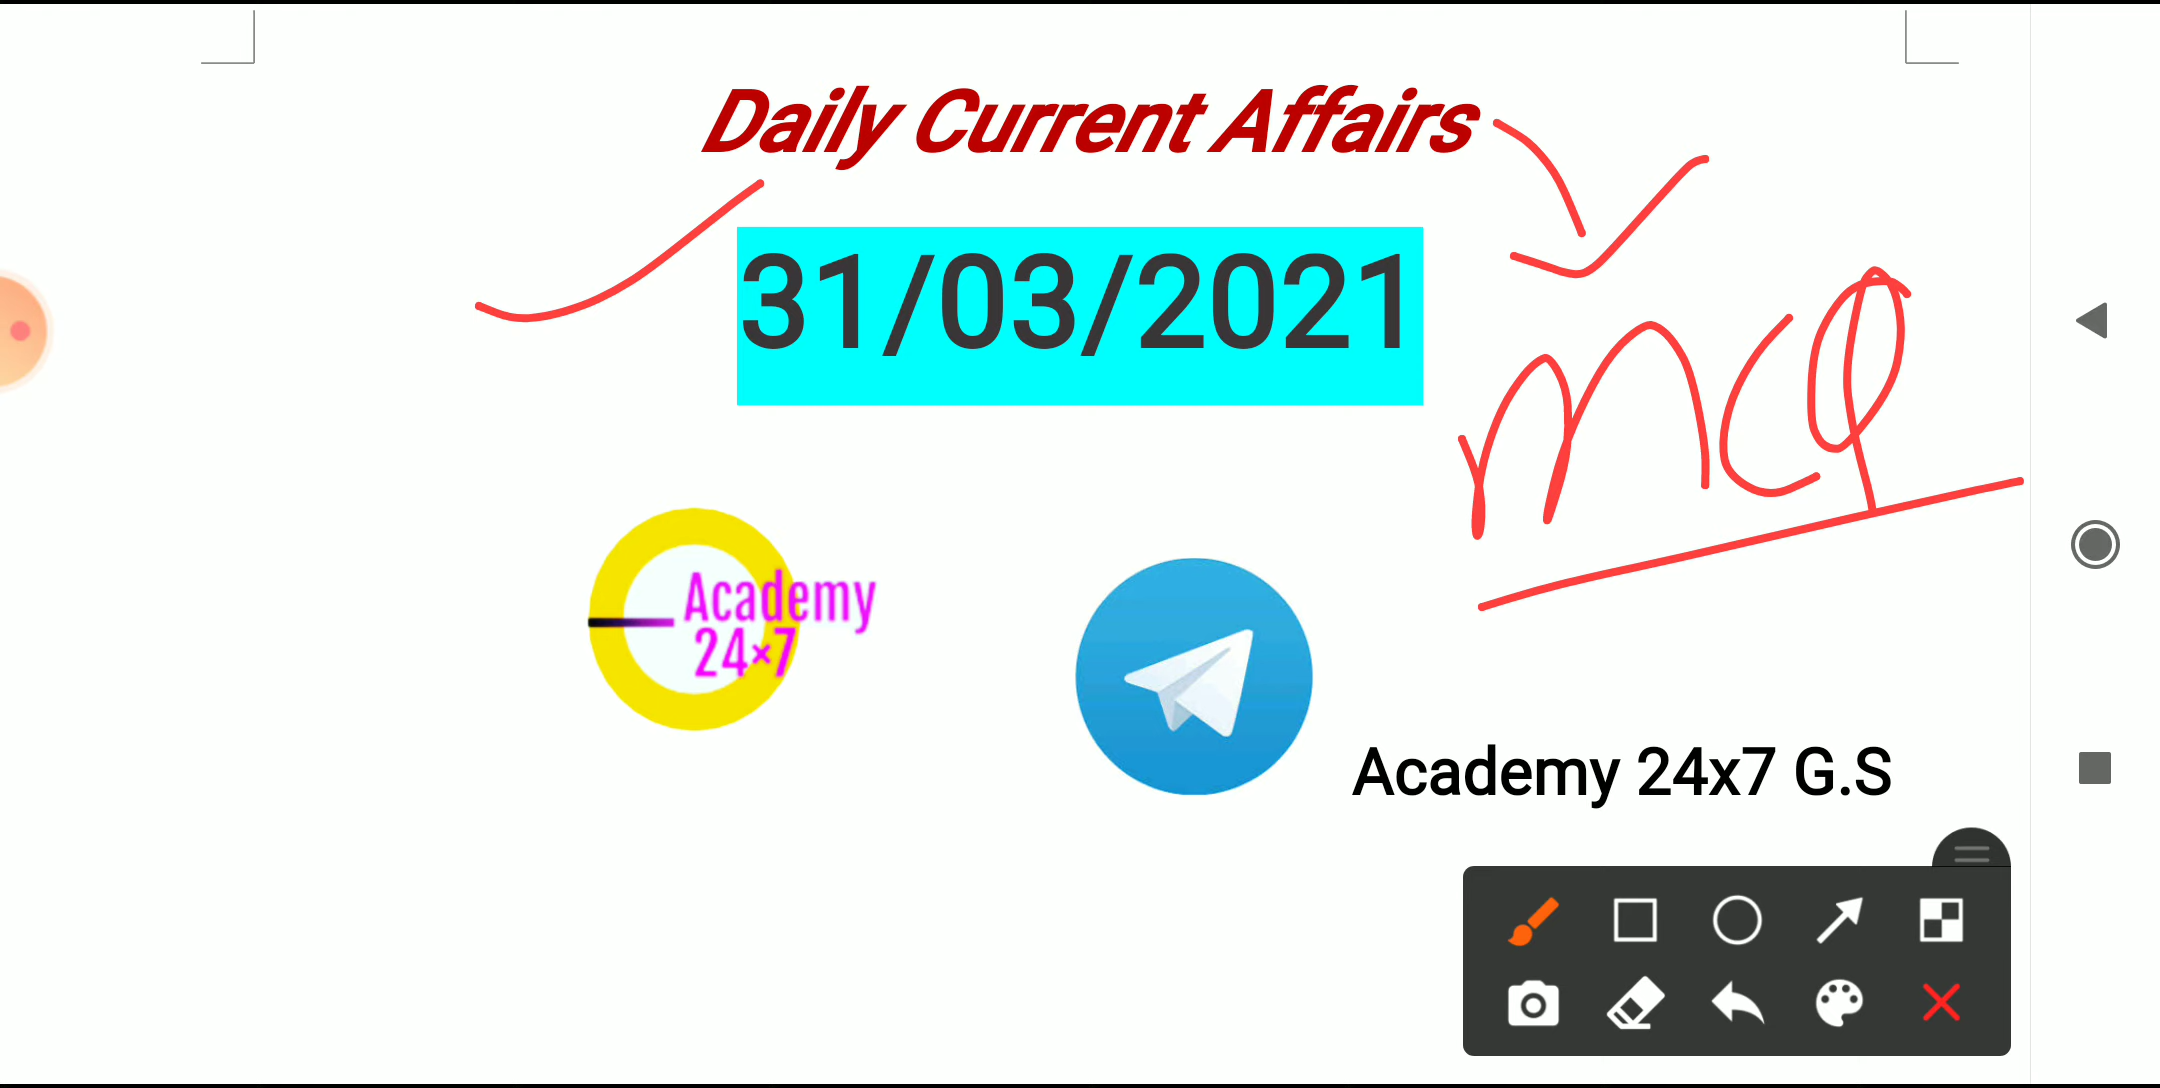 Daily Current Affairs
31/03/2021
mcq
Academy
24×7
Academy 24x7 G.S